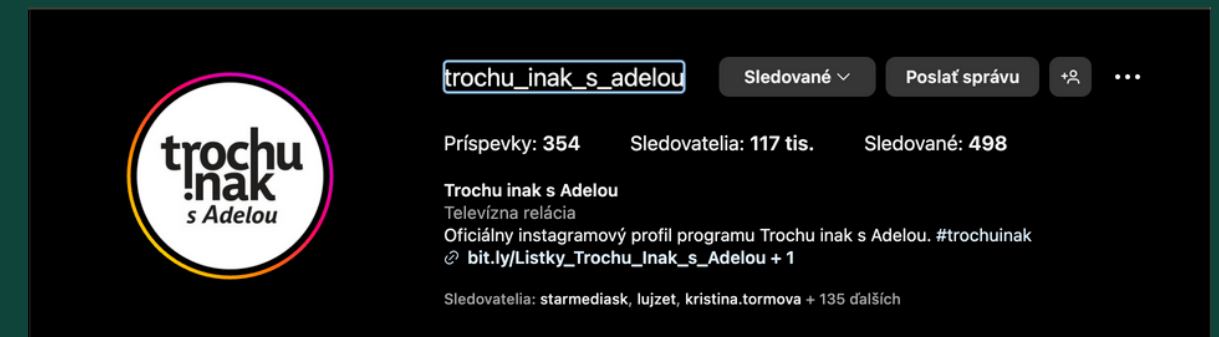 trochu_inak_s_adelou Sledované Poslať správu
trochu
inak
s Adelou
Príspevky: 354 Sledovatelia: 117 tis. Sledované: 498
Trochu inak s Adelou
Televízna relácia
Oficiálny instagramový profil programu Trochu inak s Adelou. #trochuinak
bit.ly/Listky_Trochu_Inak_s_Adelou + 1
Sledovatelia: starmediask, lujzet, kristina.tormova + 135 ďalších